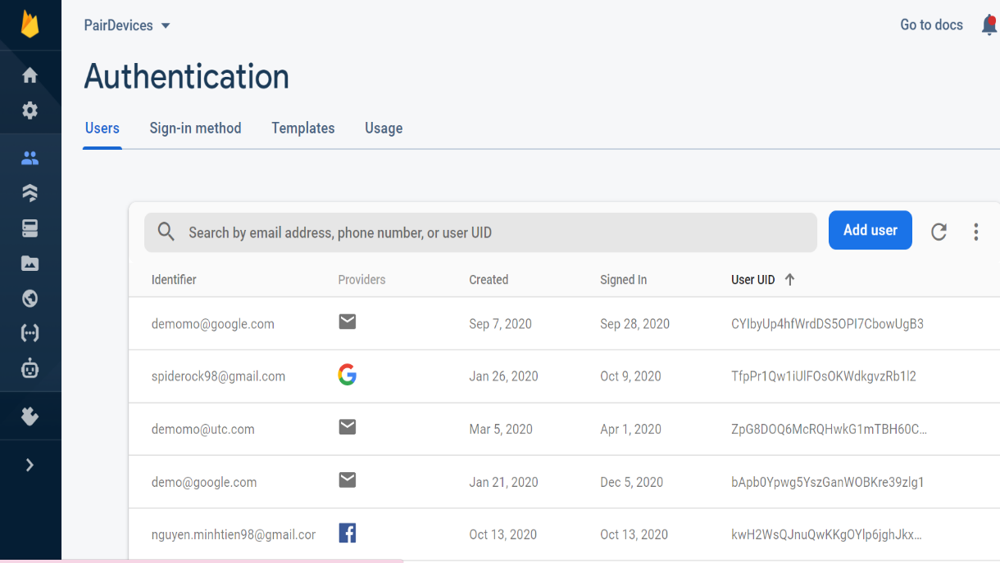 PairDevices
Go to docs
Authentication
Users Sign-in method Templates Usage
Search by email address, phone number, or user UID
Add user
Identifier Providers Created Signed In User UID
demomo@google.com Sep 7, 2020 Sep 28, 2020 CYIbyUp4hfWrdDS5OPI7CbowUgB3
spiderock98@gmail.com Jan 26, 2020 Oct 9, 2020 TfpPr1Qw1iUlFOsOKWdkgvzRb1l2
demomo@utc.com Mar 5, 2020 Apr 1, 2020 ZpG8DOQ6McRQHwkG1mTBH60C...
demo@google.com Jan 21, 2020 Dec 5, 2020 bApb0Ypwg5YszGanWOBKre39zlg1
nguyen.minhtien98@gmail.cor Oct 13, 2020 Oct 13, 2020 kwH2WsQJnuQwKKgOYlp6jghJkx...